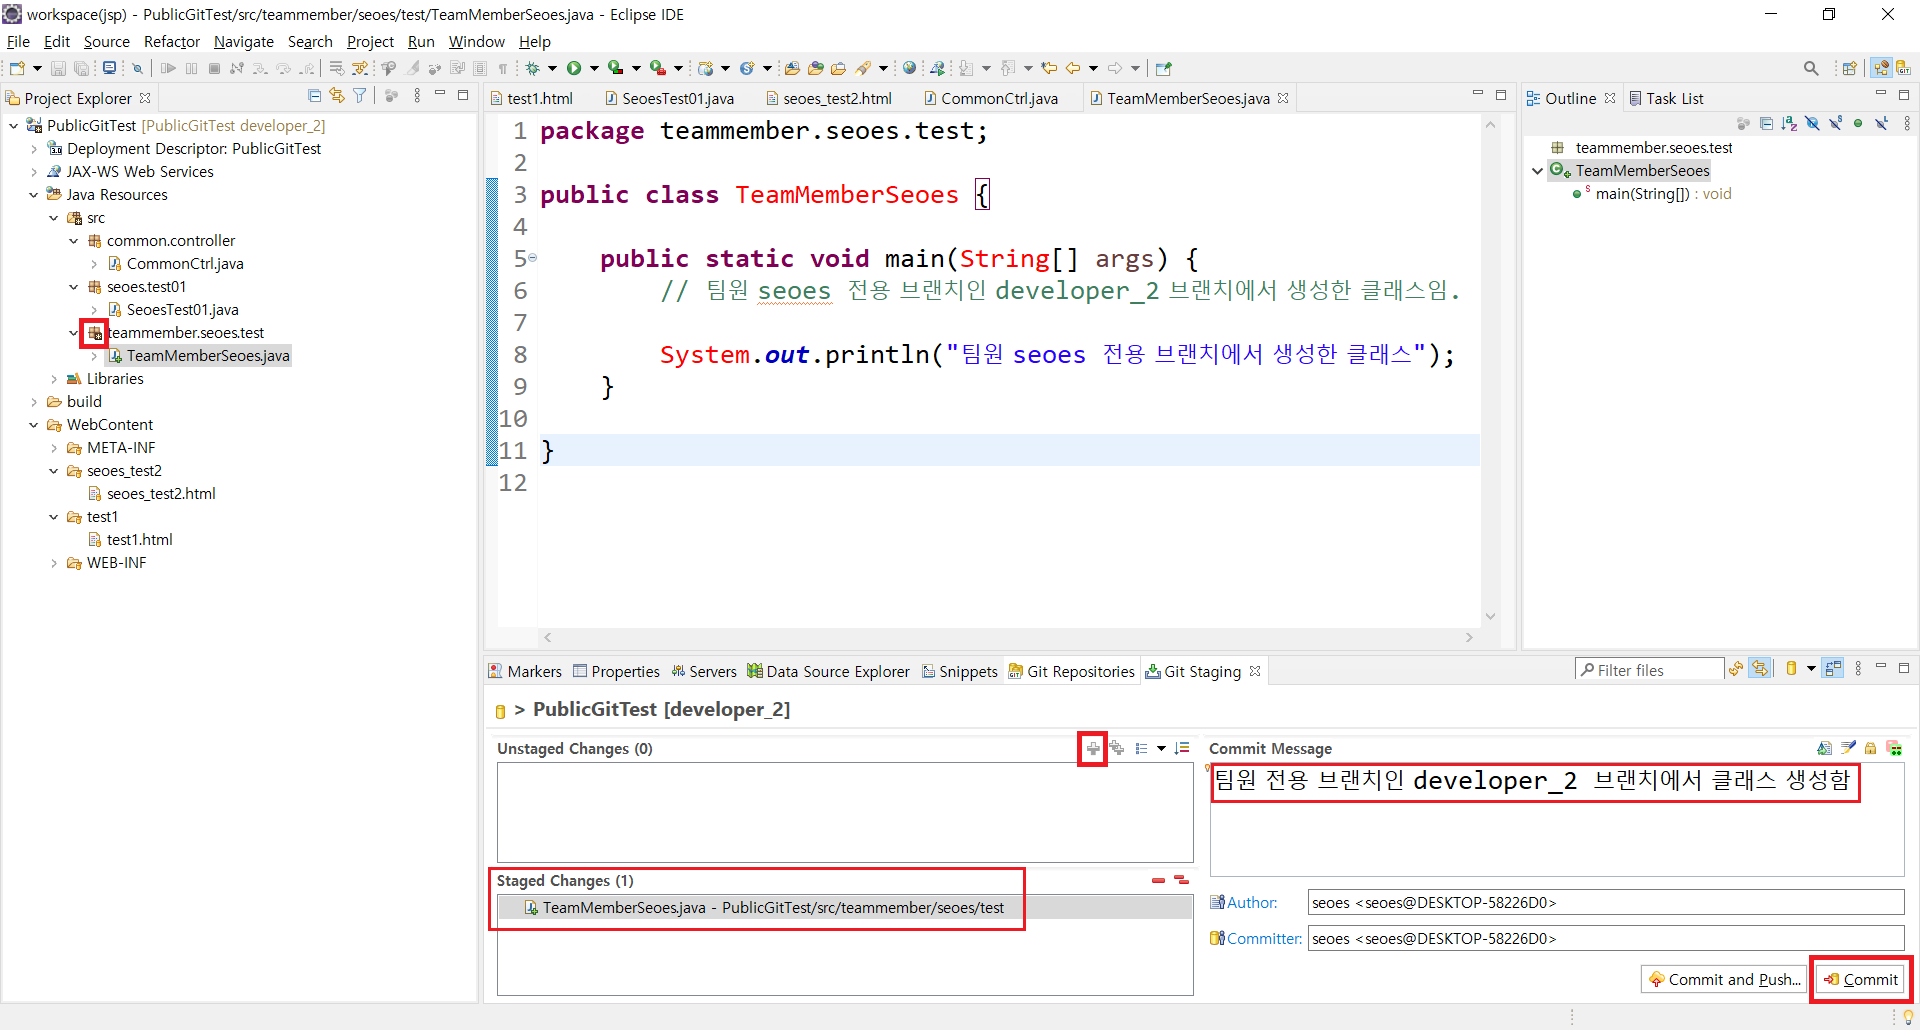 workspace(jsp) - PublicGitTest/src/teammember/seoes/test/TeamMemberSeoes.java - Eclipse IDE
File Edit Source Refactor Navigate Search Project Run Window Help
Project Explorer
PublicGitTest [PublicGitTest developer_2]
Deployment Descriptor: PublicGitTest
JAX-WS Web Services
Java Resources
src
common.controller
CommonCtrl.java
seoes.test01
SeoesTest01.java
teammember.seoes.test
TeamMemberSeoes.java
Libraries
build
WebContent
META-INF
seoes_test2
seoes_test2.html
test1
test1.html
WEB-INF
test1.html SeoesTest01.java seoes_test2.html CommonCtrl.java TeamMemberSeoes.java
1 package teammember.seoes.test;
2
3 public class TeamMemberSeoes {
4
5 public static void main(String[] args) {
6 // 팀원 seoes 전용 브랜치인 developer_2 브랜치에서 생성한 클래스임.
7
8 System.out.println("팀원 seoes 전용 브랜치에서 생성한 클래스");
9 }
10
11 }
12
Outline Task List
teammember.seoes.test
TeamMemberSeoes
main(String[]) : void
Markers Properties Servers Data Source Explorer Snippets Git Repositories Git Staging
Filter files
> PublicGitTest [developer_2]
Unstaged Changes (0)
Staged Changes (1)
TeamMemberSeoes.java - PublicGitTest/src/teammember/seoes/test
Commit Message
팀원 전용 브랜치인 developer_2 브랜치에서 클래스 생성함
Author: seoes <seoes@DESKTOP-58226D0>
Committer: seoes <seoes@DESKTOP-58226D0>
Commit and Push... Commit